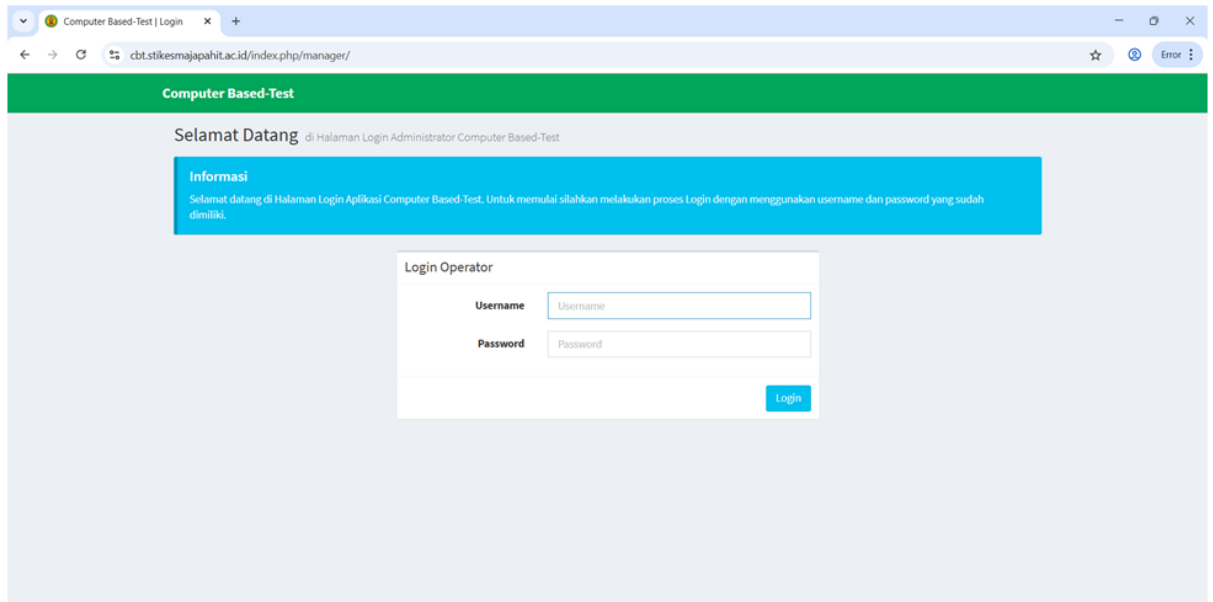 Computer Based-Test | Login
cbt.stikesmajapahit.ac.id/index.php/manager/
Error
Computer Based-Test
Selamat Datang di Halaman Login Administrator Computer Based-Test
Informasi
Selamat datang di Halaman Login Aplikasi Computer Based-Test. Untuk memulai silahkan melakukan proses Login dengan menggunakan username dan password yang sudah
dimiliki.
Login Operator
Username Username
Password Password
Login